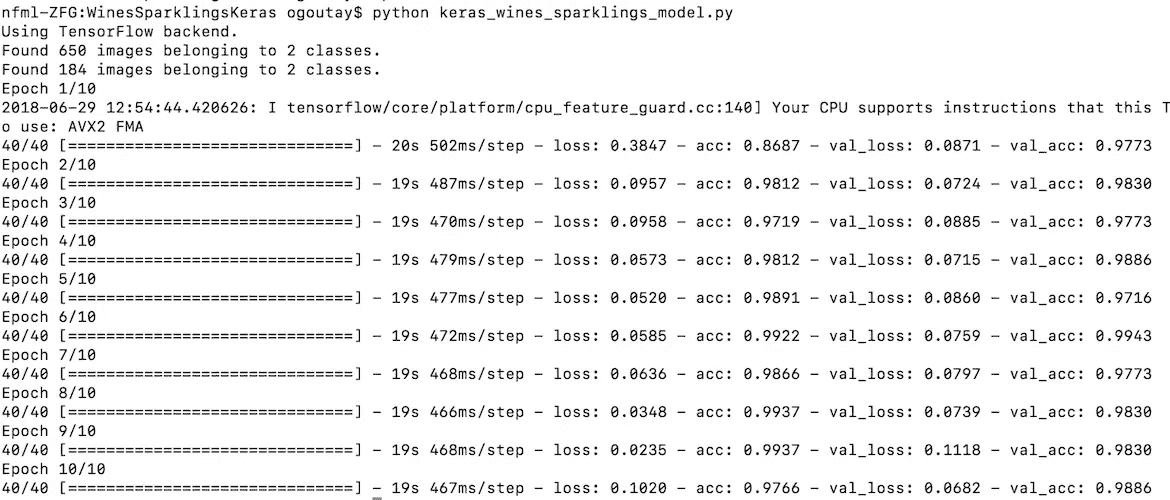 nfml-ZFG:WinesSparklingsKeras ogoutay$ python keras_wines_sparklings_model.py
Using TensorFlow backend.
Found 650 images belonging to 2 classes.
Found 184 images belonging to 2 classes.
Epoch 1/10
2018-06-29 12:54:44.420626: I tensorflow/core/platform/cpu_feature_guard.cc:140] Your CPU supports instructions that this T
o use: AVX2 FMA
40/40 [==============================] - 20s 502ms/step - loss: 0.3847 - acc: 0.8687 - val_loss: 0.0871 - val_acc: 0.9773
Epoch 2/10
40/40 [==============================] - 19s 487ms/step - loss: 0.0957 - acc: 0.9812 - val_loss: 0.0724 - val_acc: 0.9830
Epoch 3/10
40/40 [==============================] - 19s 470ms/step - loss: 0.0958 - acc: 0.9719 - val_loss: 0.0885 - val_acc: 0.9773
Epoch 4/10
40/40 [==============================] - 19s 479ms/step - loss: 0.0573 - acc: 0.9812 - val_loss: 0.0715 - val_acc: 0.9886
Epoch 5/10
40/40 [==============================] - 19s 477ms/step - loss: 0.0520 - acc: 0.9891 - val_loss: 0.0860 - val_acc: 0.9716
Epoch 6/10
40/40 [==============================] - 19s 472ms/step - loss: 0.0585 - acc: 0.9922 - val_loss: 0.0759 - val_acc: 0.9943
Epoch 7/10
40/40 [==============================] - 19s 468ms/step - loss: 0.0636 - acc: 0.9866 - val_loss: 0.0797 - val_acc: 0.9773
Epoch 8/10
40/40 [==============================] - 19s 466ms/step - loss: 0.0348 - acc: 0.9937 - val_loss: 0.0739 - val_acc: 0.9830
Epoch 9/10
40/40 [==============================] - 19s 468ms/step - loss: 0.0235 - acc: 0.9937 - val_loss: 0.1118 - val_acc: 0.9830
Epoch 10/10
40/40 [==============================] - 19s 467ms/step - loss: 0.1020 - acc: 0.9766 - val_loss: 0.0682 - val_acc: 0.9886